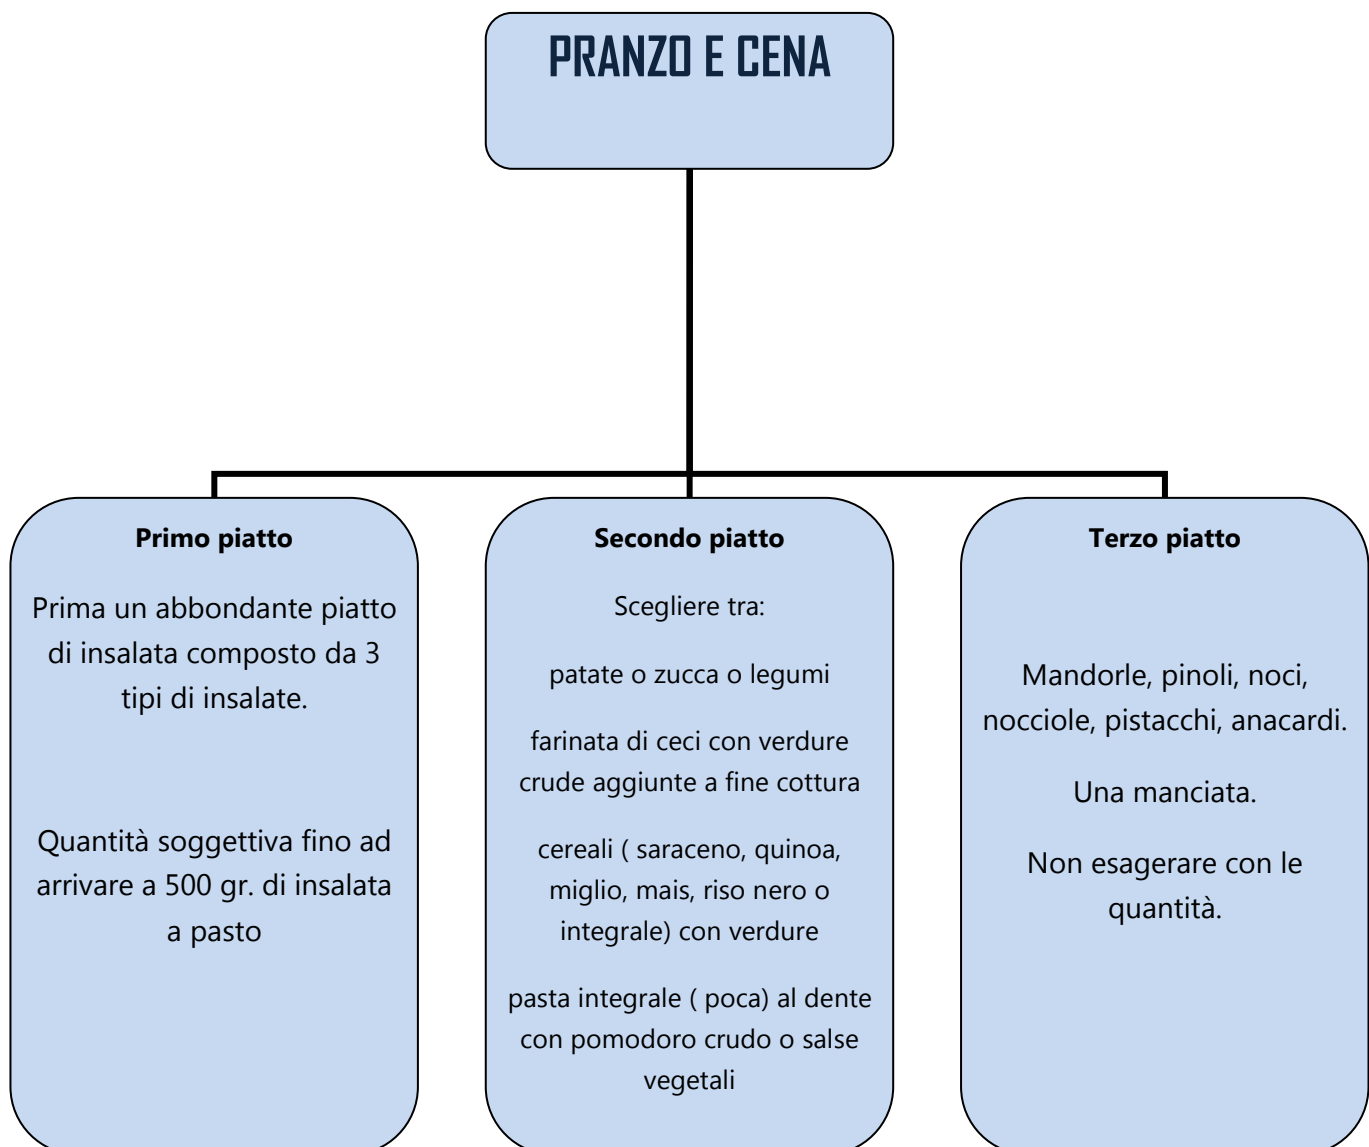 PRANZO E CENA
Primo piatto
Prima un abbondante piatto
di insalata composto da 3
tipi di insalate.
Quantità soggettiva fino ad
arrivare a 500 gr. di insalata
a pasto
Secondo piatto
Scegliere tra:
patate o zucca o legumi
farinata di ceci con verdure
crude aggiunte a fine cottura
cereali ( saraceno, quinoa,
miglio, mais, riso nero o
integrale) con verdure
pasta integrale ( poca) al dente
con pomodoro crudo o salse
vegetali
Terzo piatto
Mandorle, pinoli, noci,
nocciole, pistacchi, anacardi.
Una manciata.
Non esagerare con le
quantità.